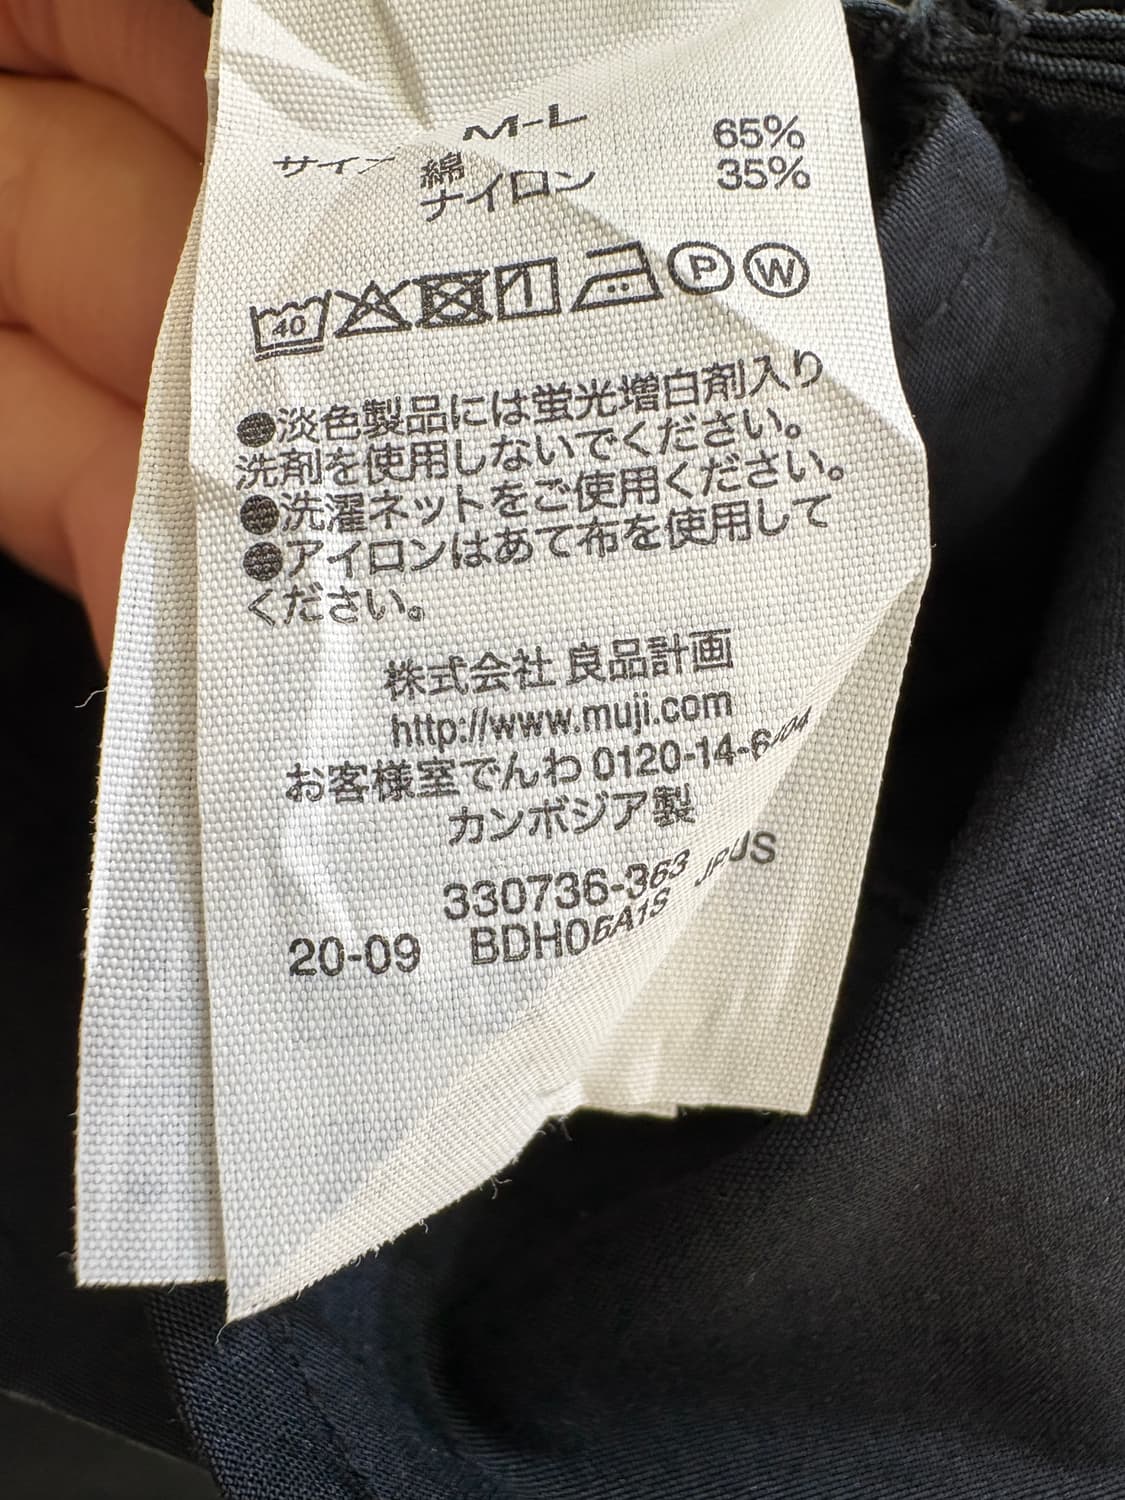 サイズ M-L
綿 65%
ナイロン 35%
40 P W
●淡色製品には蛍光増白剤入り
洗剤を使用しないでください。
●洗濯ネットをご使用ください。
●アイロンはあて布を使用して
ください。
株式会社 良品計画
http://www.muji.com
お客様室でんわ 0120-14-6404
カンボジア製
330736-363 JPUS
20-09 BDH06A1S